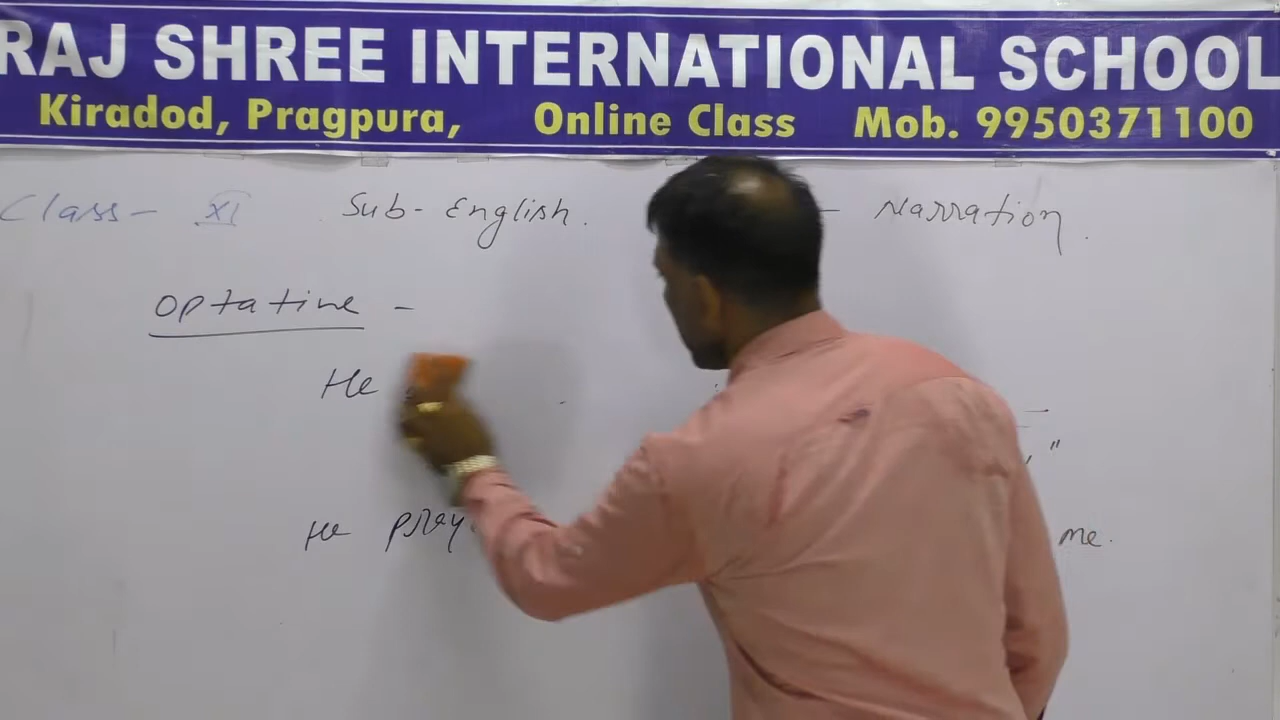 RAJ SHREE INTERNATIONAL SCHOOL
Kiradod, Pragpura, Online Class Mob. 9950371100
Class - XI Sub - English. - Narration.
Optative -
He
,"
He pray me.